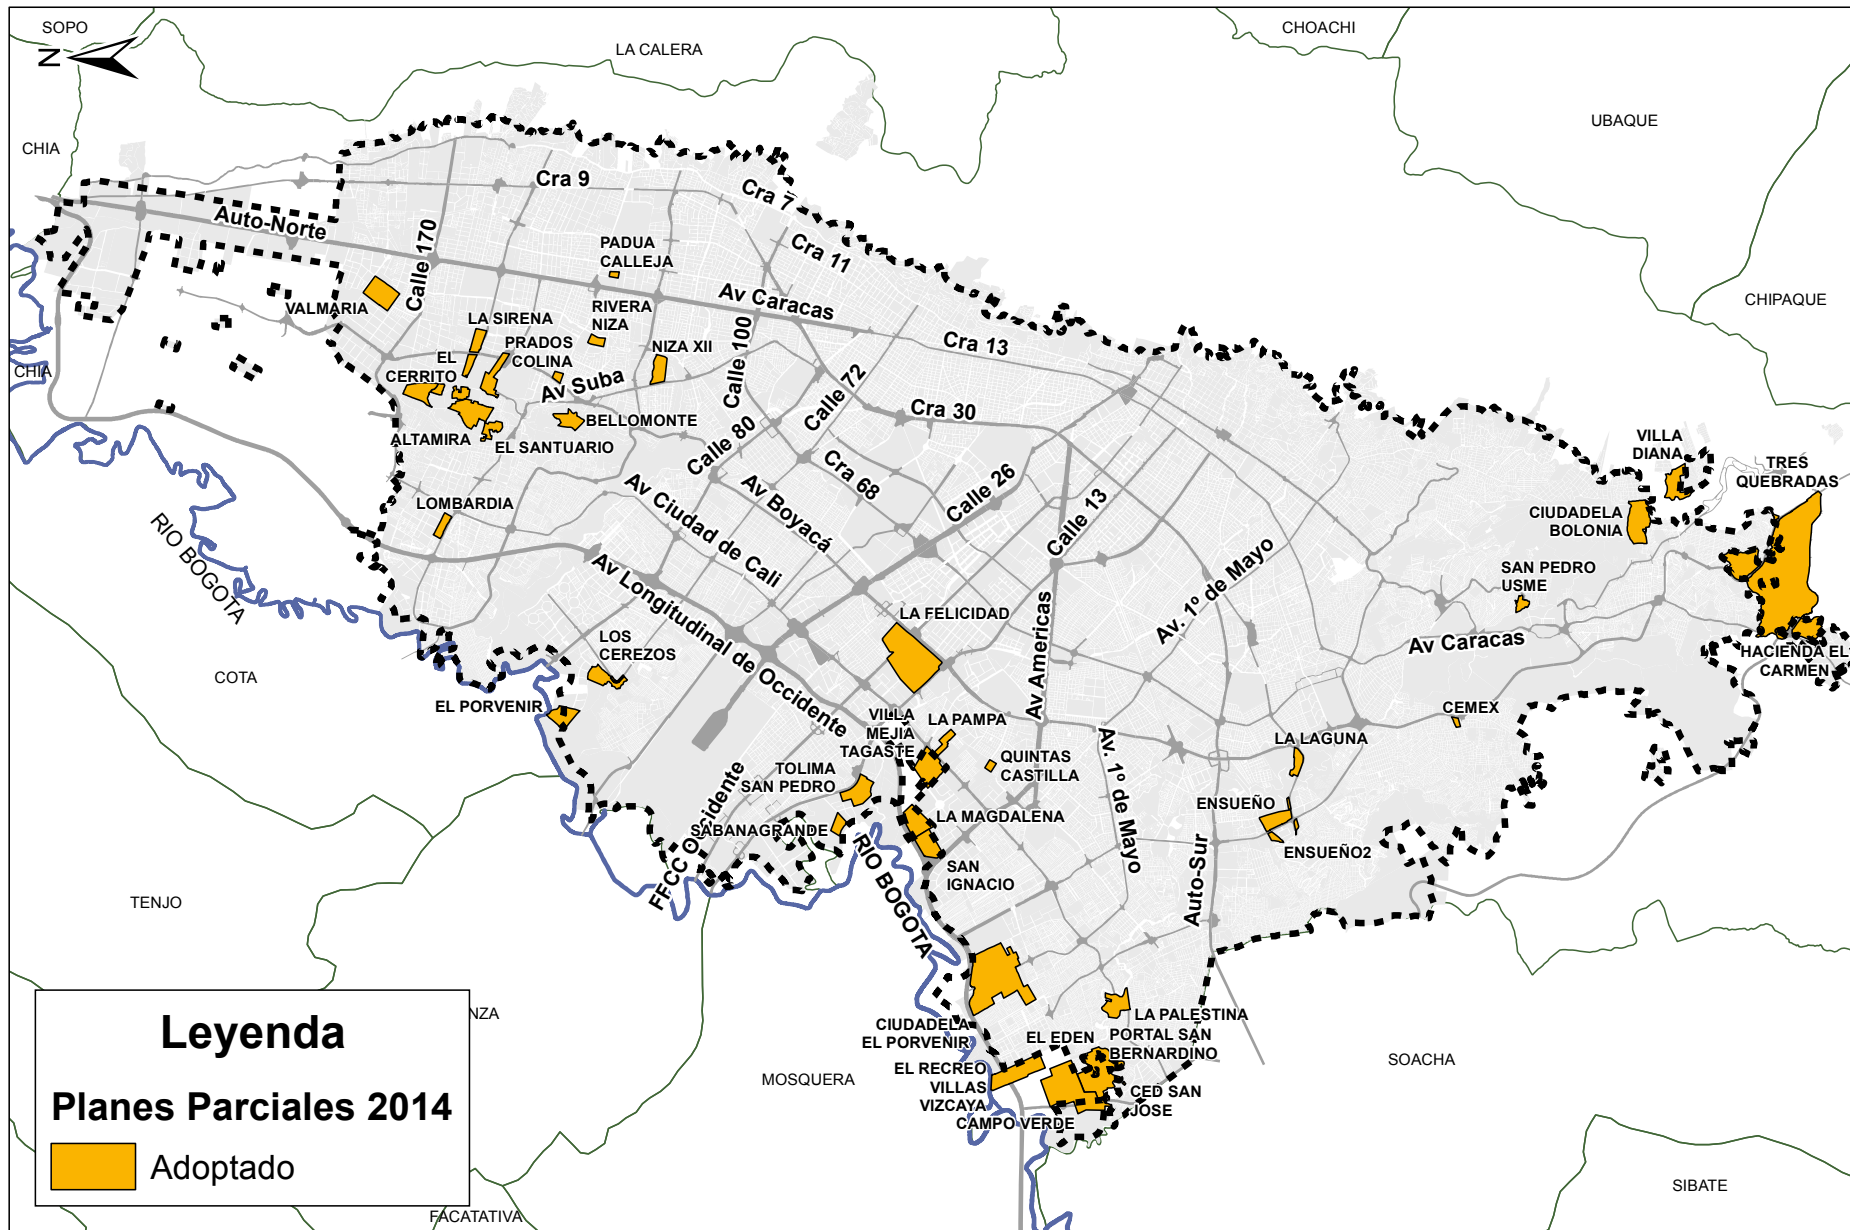 SOPO
CHOACHI
LA CALERA
N
UBAQUE
CHIA
Cra 9
Cra 7
Auto-Norte
Calle 170
PADUA
CALLEJA
Cra 11
CHIPAQUE
VALMARIA
Av Caracas
RIVERA
NIZA
LA SIRENA
PRADOS
COLINA
NIZA XII
Calle 100
Cra 13
EL
CERRITO
CHIA
Av Suba
Calle 72
Cra 30
BELLOMONTE
ALTAMIRA
EL SANTUARIO
Calle 80
VILLA
DIANA
TRES
QUEBRADAS
Cra 68
Calle 26
Av Boyacá
Av Ciudad de Cali
LOMBARDIA
CIUDADELA
BOLONIA
Calle 13
RIO BOGOTA
Av Longitudinal de Occidente
Av. 1º de Mayo
SAN PEDRO
USME
LA FELICIDAD
Av Americas
Av Caracas
LOS
CEREZOS
COTA
HACIENDA EL
CARMEN
EL PORVENIR
VILLA
MEJIA
TAGASTE
LA PAMPA
CEMEX
LA LAGUNA
QUINTAS
CASTILLA
Av. 1º de Mayo
TOLIMA
SAN PEDRO
FFCC Occidente
ENSUEÑO
SABANAGRANDE
LA MAGDALENA
ENSUEÑO2
RIO BOGOTA
SAN
IGNACIO
Auto-Sur
TENJO
NZA
LA PALESTINA
CIUDADELA
EL PORVENIR
EL EDEN
PORTAL SAN
BERNARDINO
SOACHA
EL RECREO
MOSQUERA
VILLAS
VIZCAYA
CED SAN
JOSE
CAMPO VERDE
Leyenda
Planes Parciales 2014
Adoptado
SIBATE
FACATATIVA